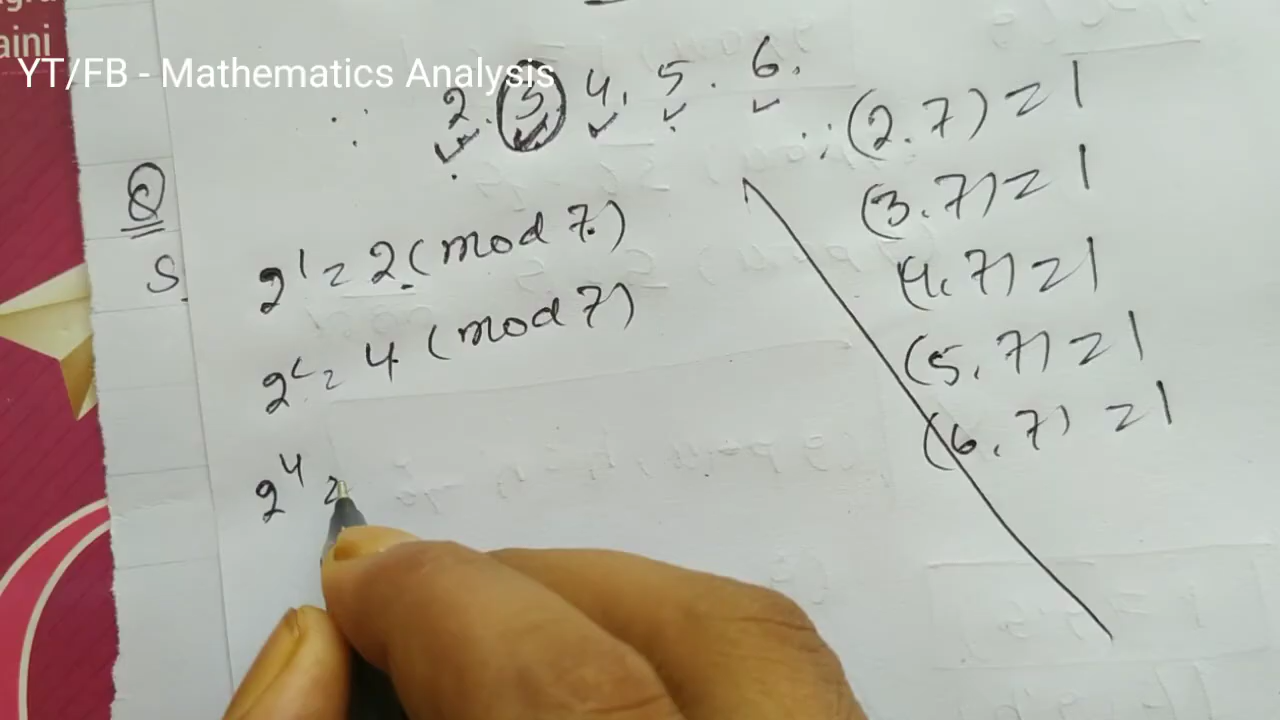 aini
YT/FB - Mathematics Analysis
∴ 2. 3 4, 5. 6.
∵ (2.7) = 1
(3.7) = 1
(4, 7) = 1
(5, 7) = 1
(6, 7) = 1
Q
S
2¹ = 2 (mod 7)
2² = 4 (mod 7)
2⁴ =